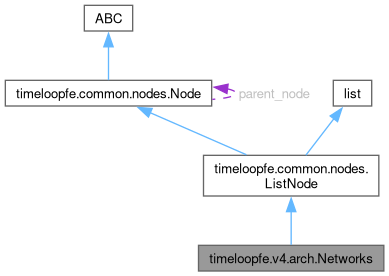 ABC
timeloopfe.common.nodes.Node
parent_node
list
timeloopfe.common.nodes.
ListNode
timeloopfe.v4.arch.Networks